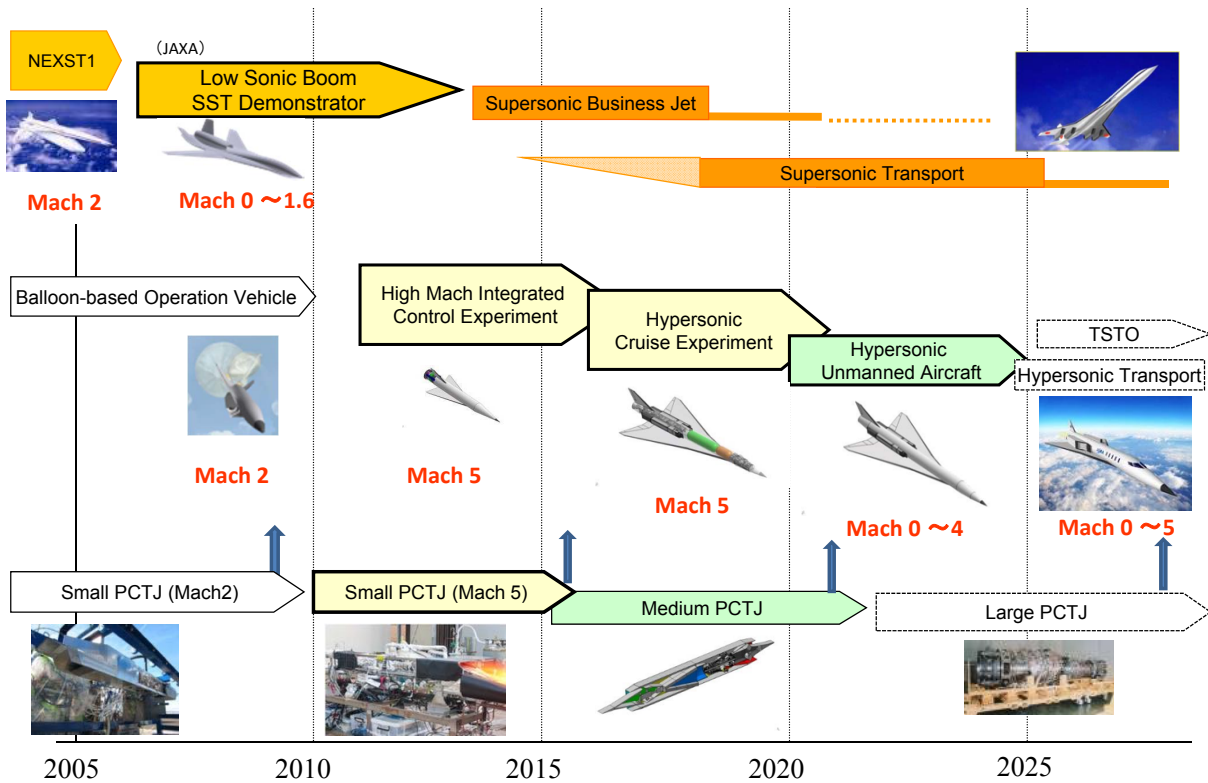 (JAXA)
NEXST1
Low Sonic Boom
SST Demonstrator
Supersonic Business Jet
Supersonic Transport
Mach 2
Mach 0 ～1.6
Balloon-based Operation Vehicle
High Mach Integrated
Control Experiment
Hypersonic
Cruise Experiment
Hypersonic
Unmanned Aircraft
TSTO
Hypersonic Transport
Mach 2
Mach 5
Mach 5
Mach 0 ～4
Mach 0 ～5
Small PCTJ (Mach2)
Small PCTJ (Mach 5)
Medium PCTJ
Large PCTJ
2005
2010
2015
2020
2025